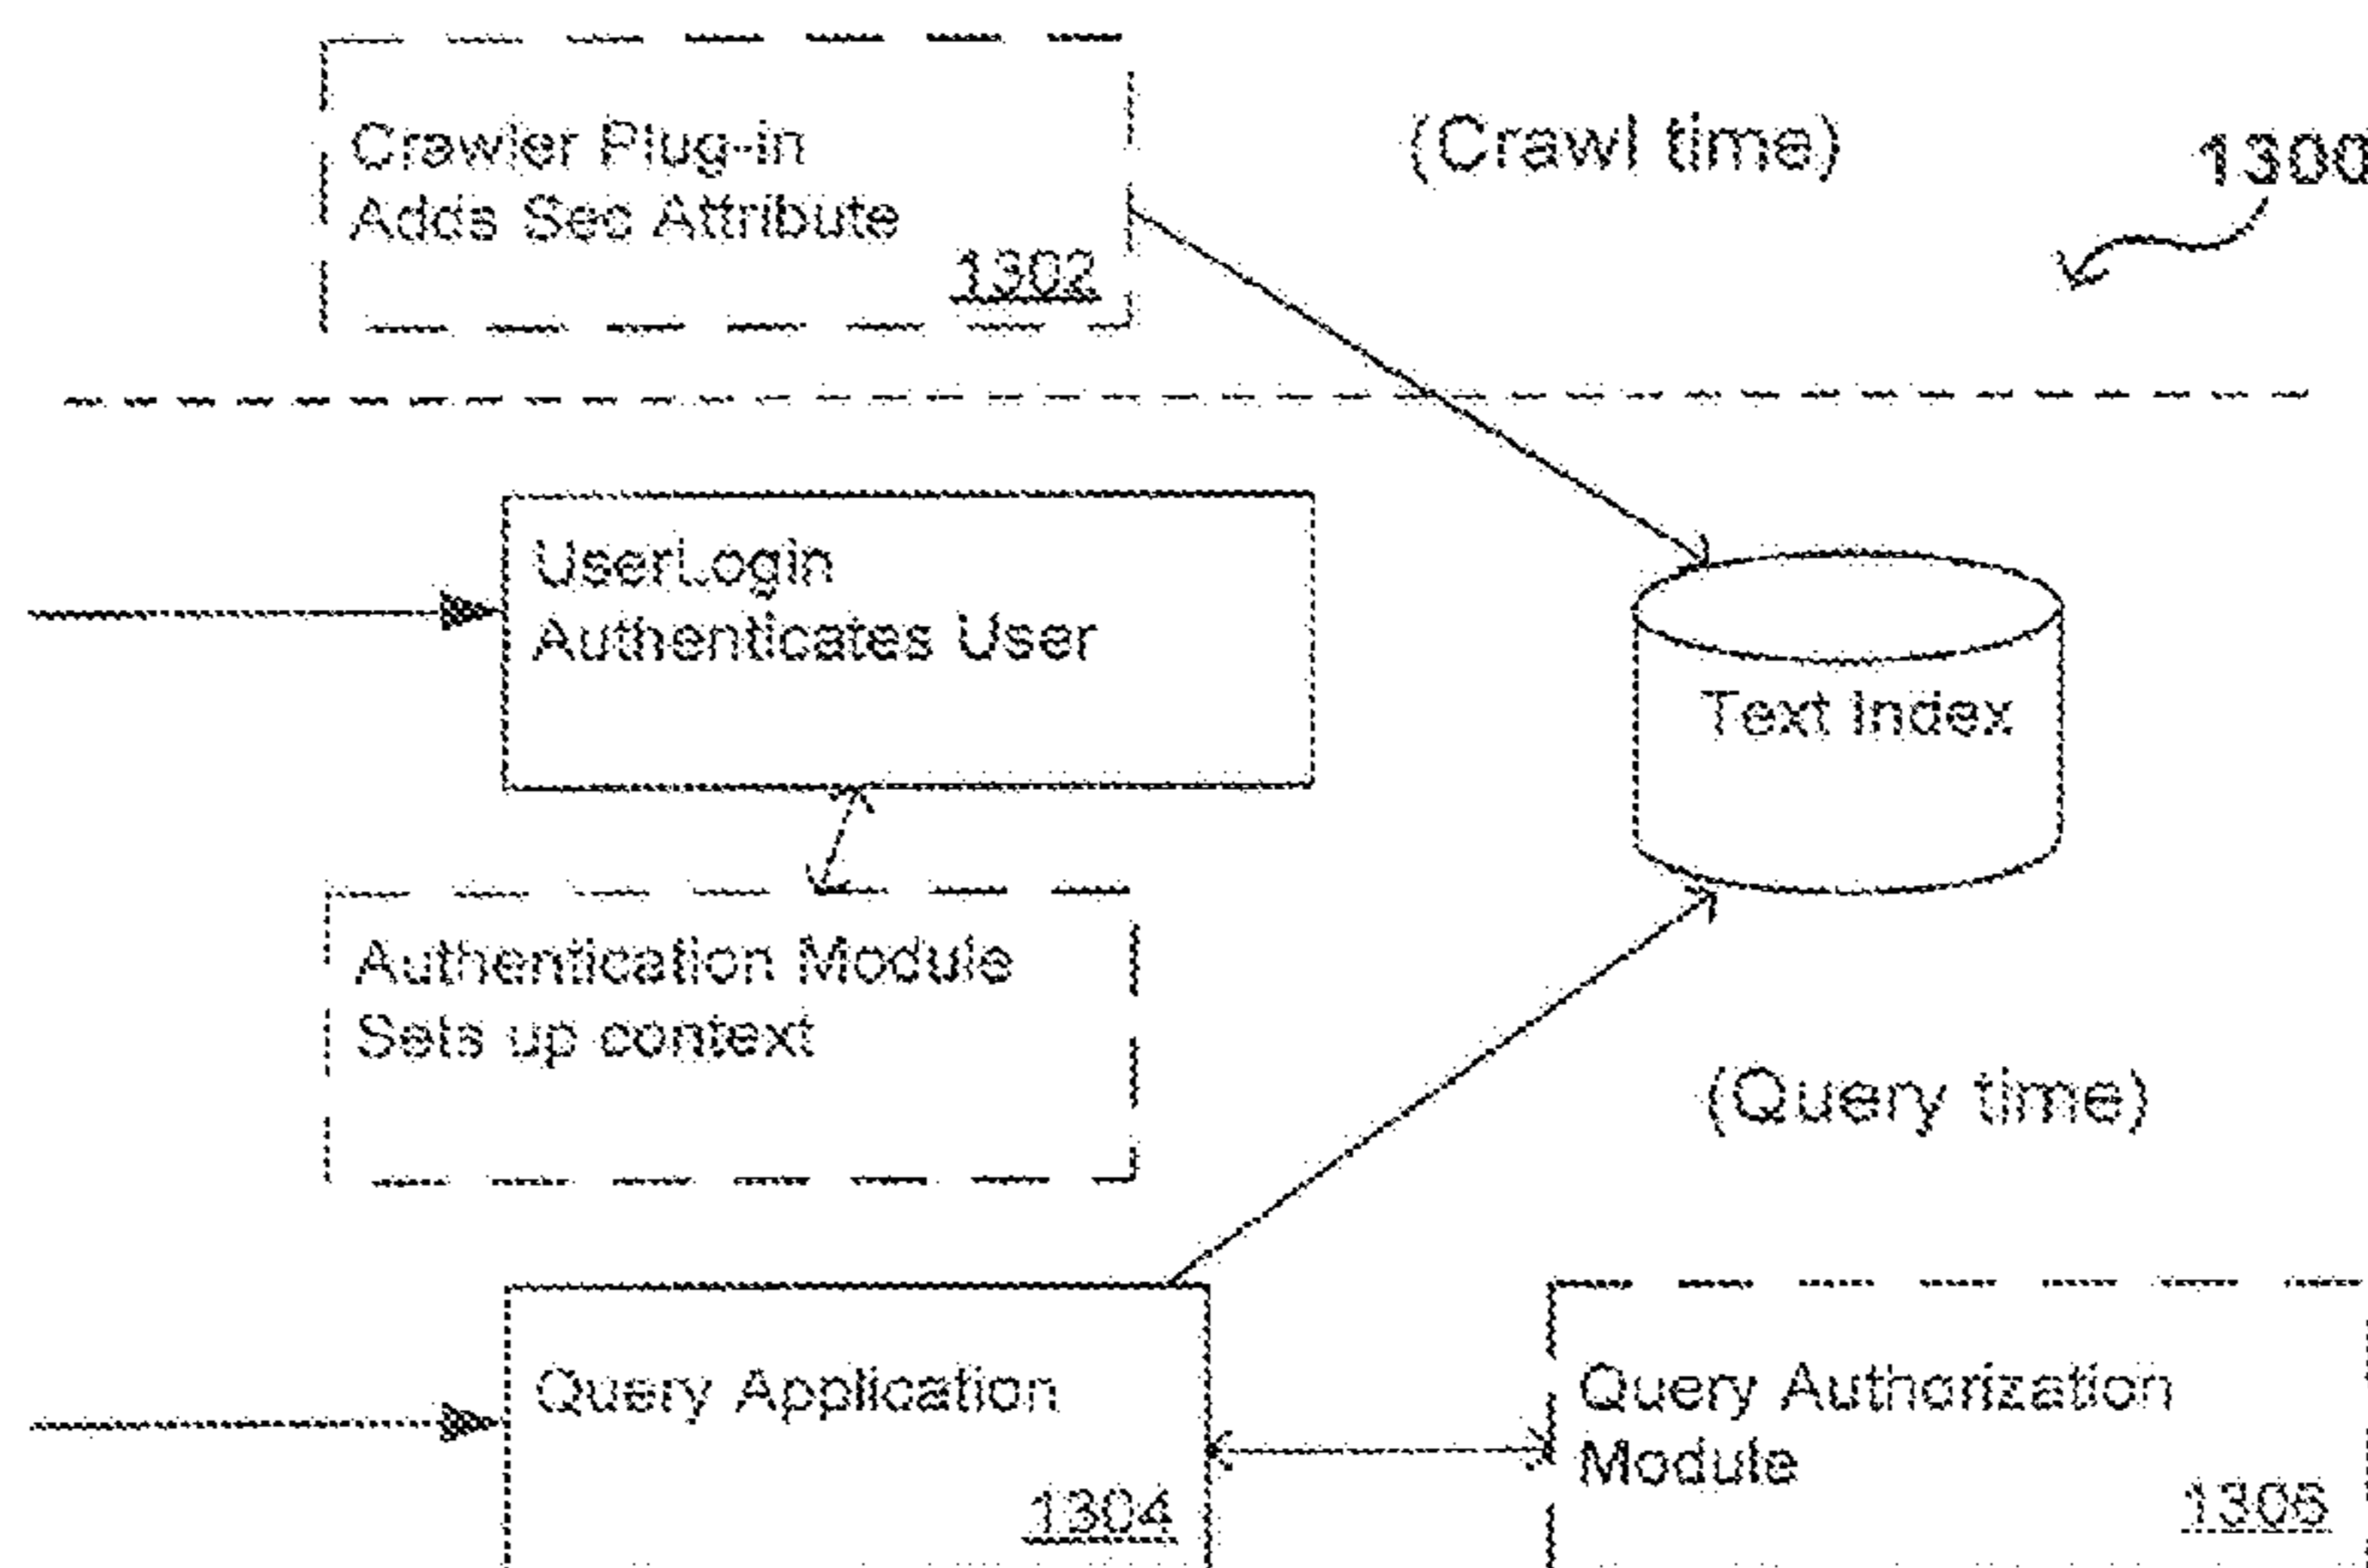 Crawler Plug-in
Adds Sec Attribute
1302
(Crawl time)
1300
UserLogin
Authenticates User
Text Index
Authentication Module
Sets up context
(Query time)
Query Application
1304
Query Authorization
Module
1306